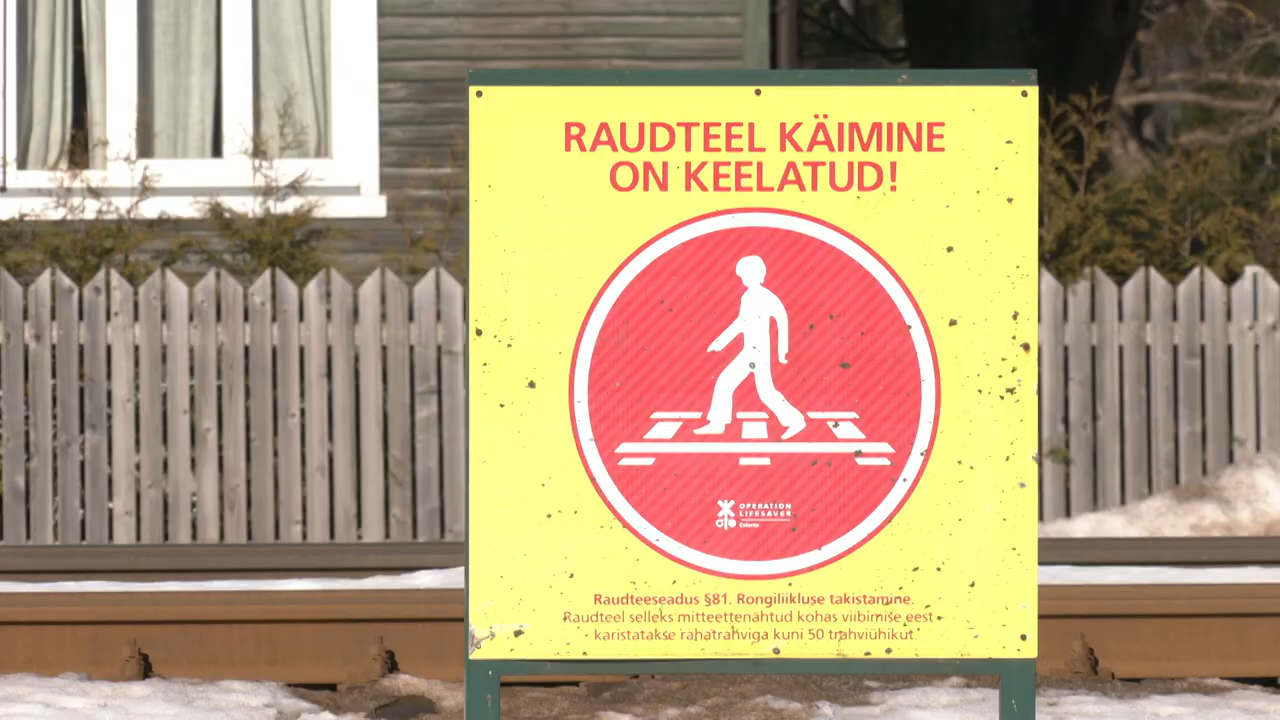 RAUDTEEL KÄIMINE
ON KEELATUD!
OPERATION
LIFESAVER
Estonia
Raudteeseadus §81. Rongiliikluse takistamine.
Raudteel selleks mitteettenähtud kohas viibimise eest
karistatakse rahatrahviga kuni 50 trahviühikut.